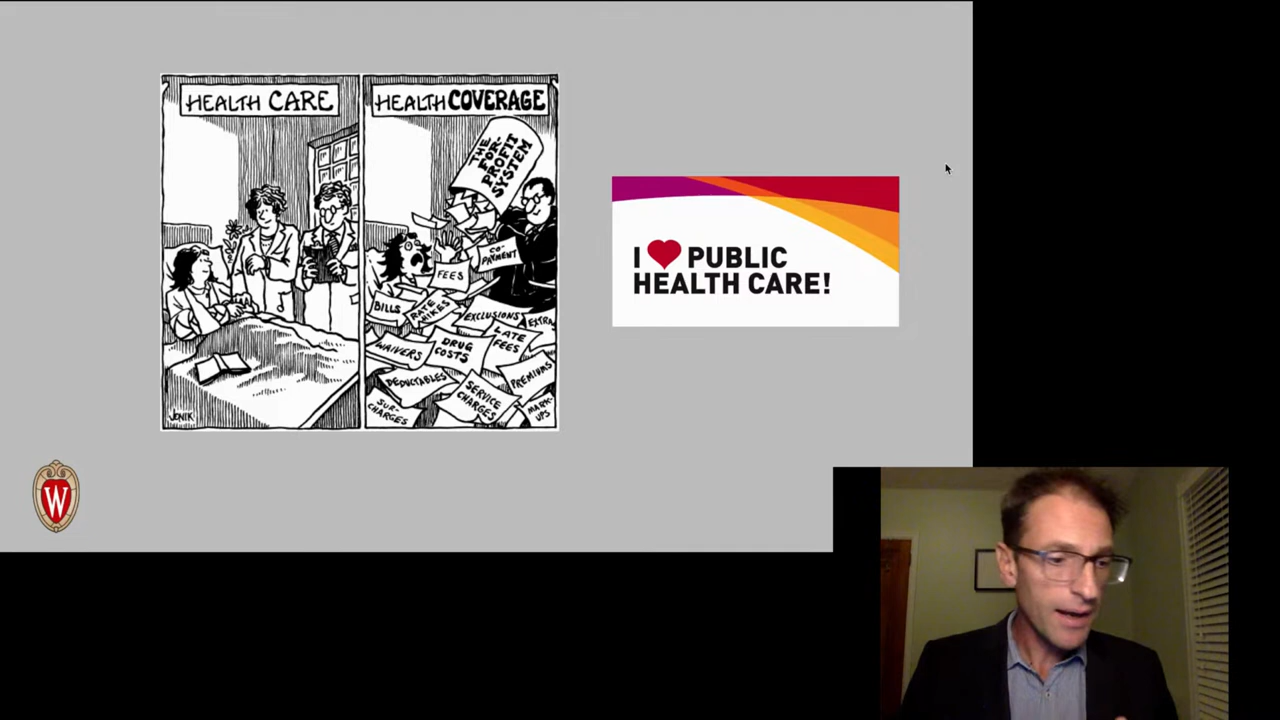 HEALTH CARE
HEALTH COVERAGE
THE
FOR-
PROFIT
SYSTEM
CO-
PAYMENT
FEES
BILLS
RATE
HIKES
EXCLUSIONS
EXTRA
WAIVERS
DRUG
COSTS
LATE
FEES
PREMIUMS
DEDUCTABLES
SERVICE
CHARGES
SUR-
CHARGES
MARK-
UPS
JONIK
I ❤ PUBLIC
HEALTH CARE!
W